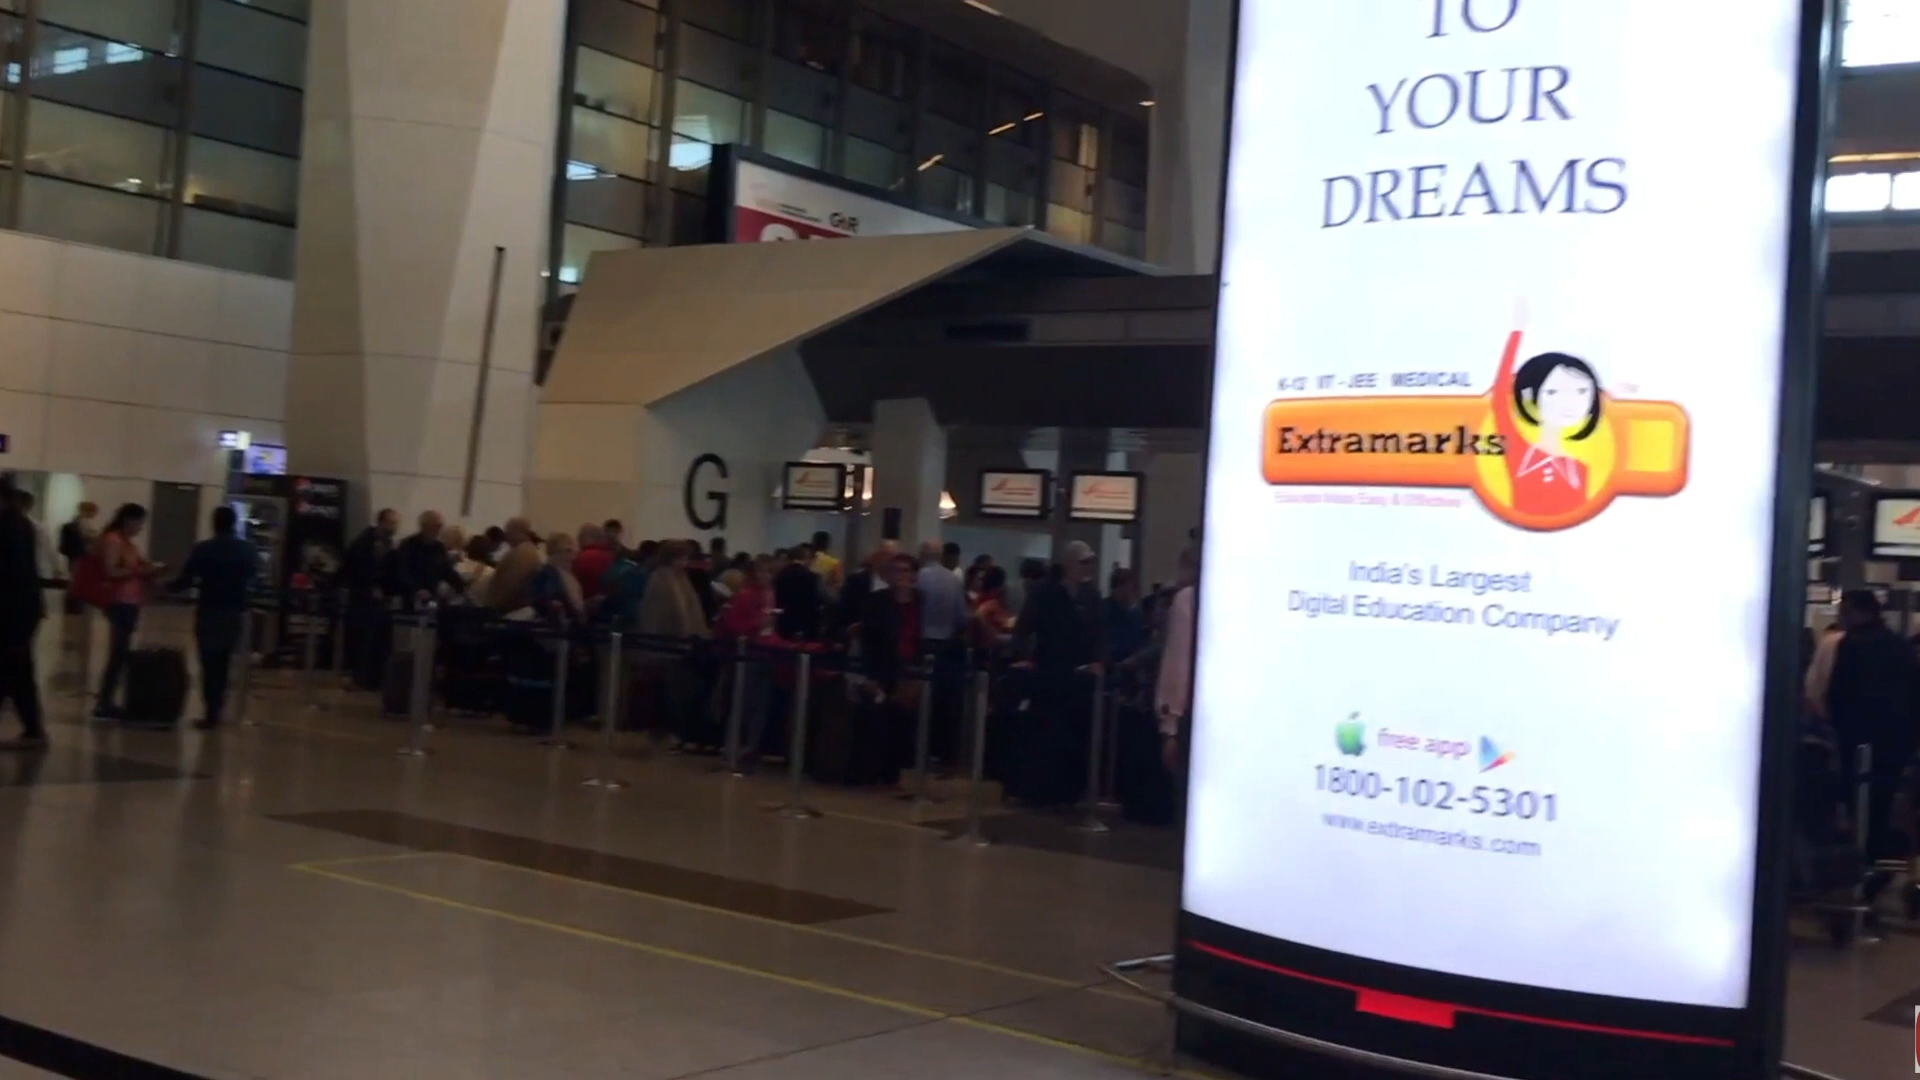 TO
YOUR
DREAMS
GMR
K-12 IIT-JEE MEDICAL
Extramarks
India's Largest
Digital Education Company
G
free app
1800-102-5301
www.extramarks.com